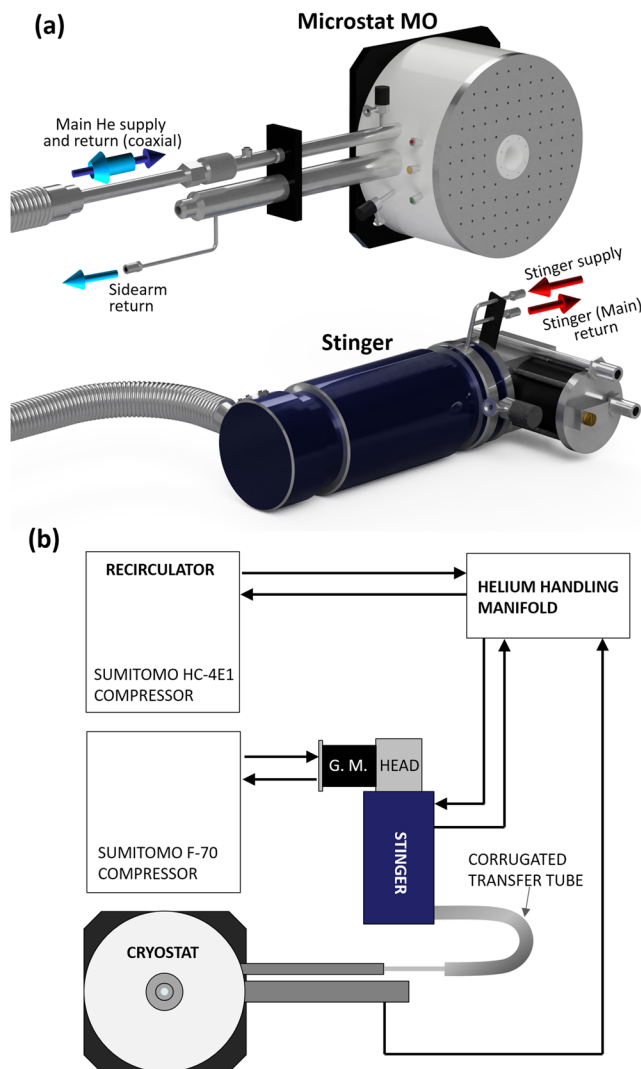 (a)
Microstat MO
Main He supply
and return (coaxial)
Sidearm
return
Stinger supply
Stinger (Main)
return
Stinger
(b)
RECIRCULATOR
SUMITOMO HC-4E1
COMPRESSOR
HELIUM HANDLING
MANIFOLD
G. M.
HEAD
STINGER
SUMITOMO F-70
COMPRESSOR
CORRUGATED
TRANSFER TUBE
CRYOSTAT